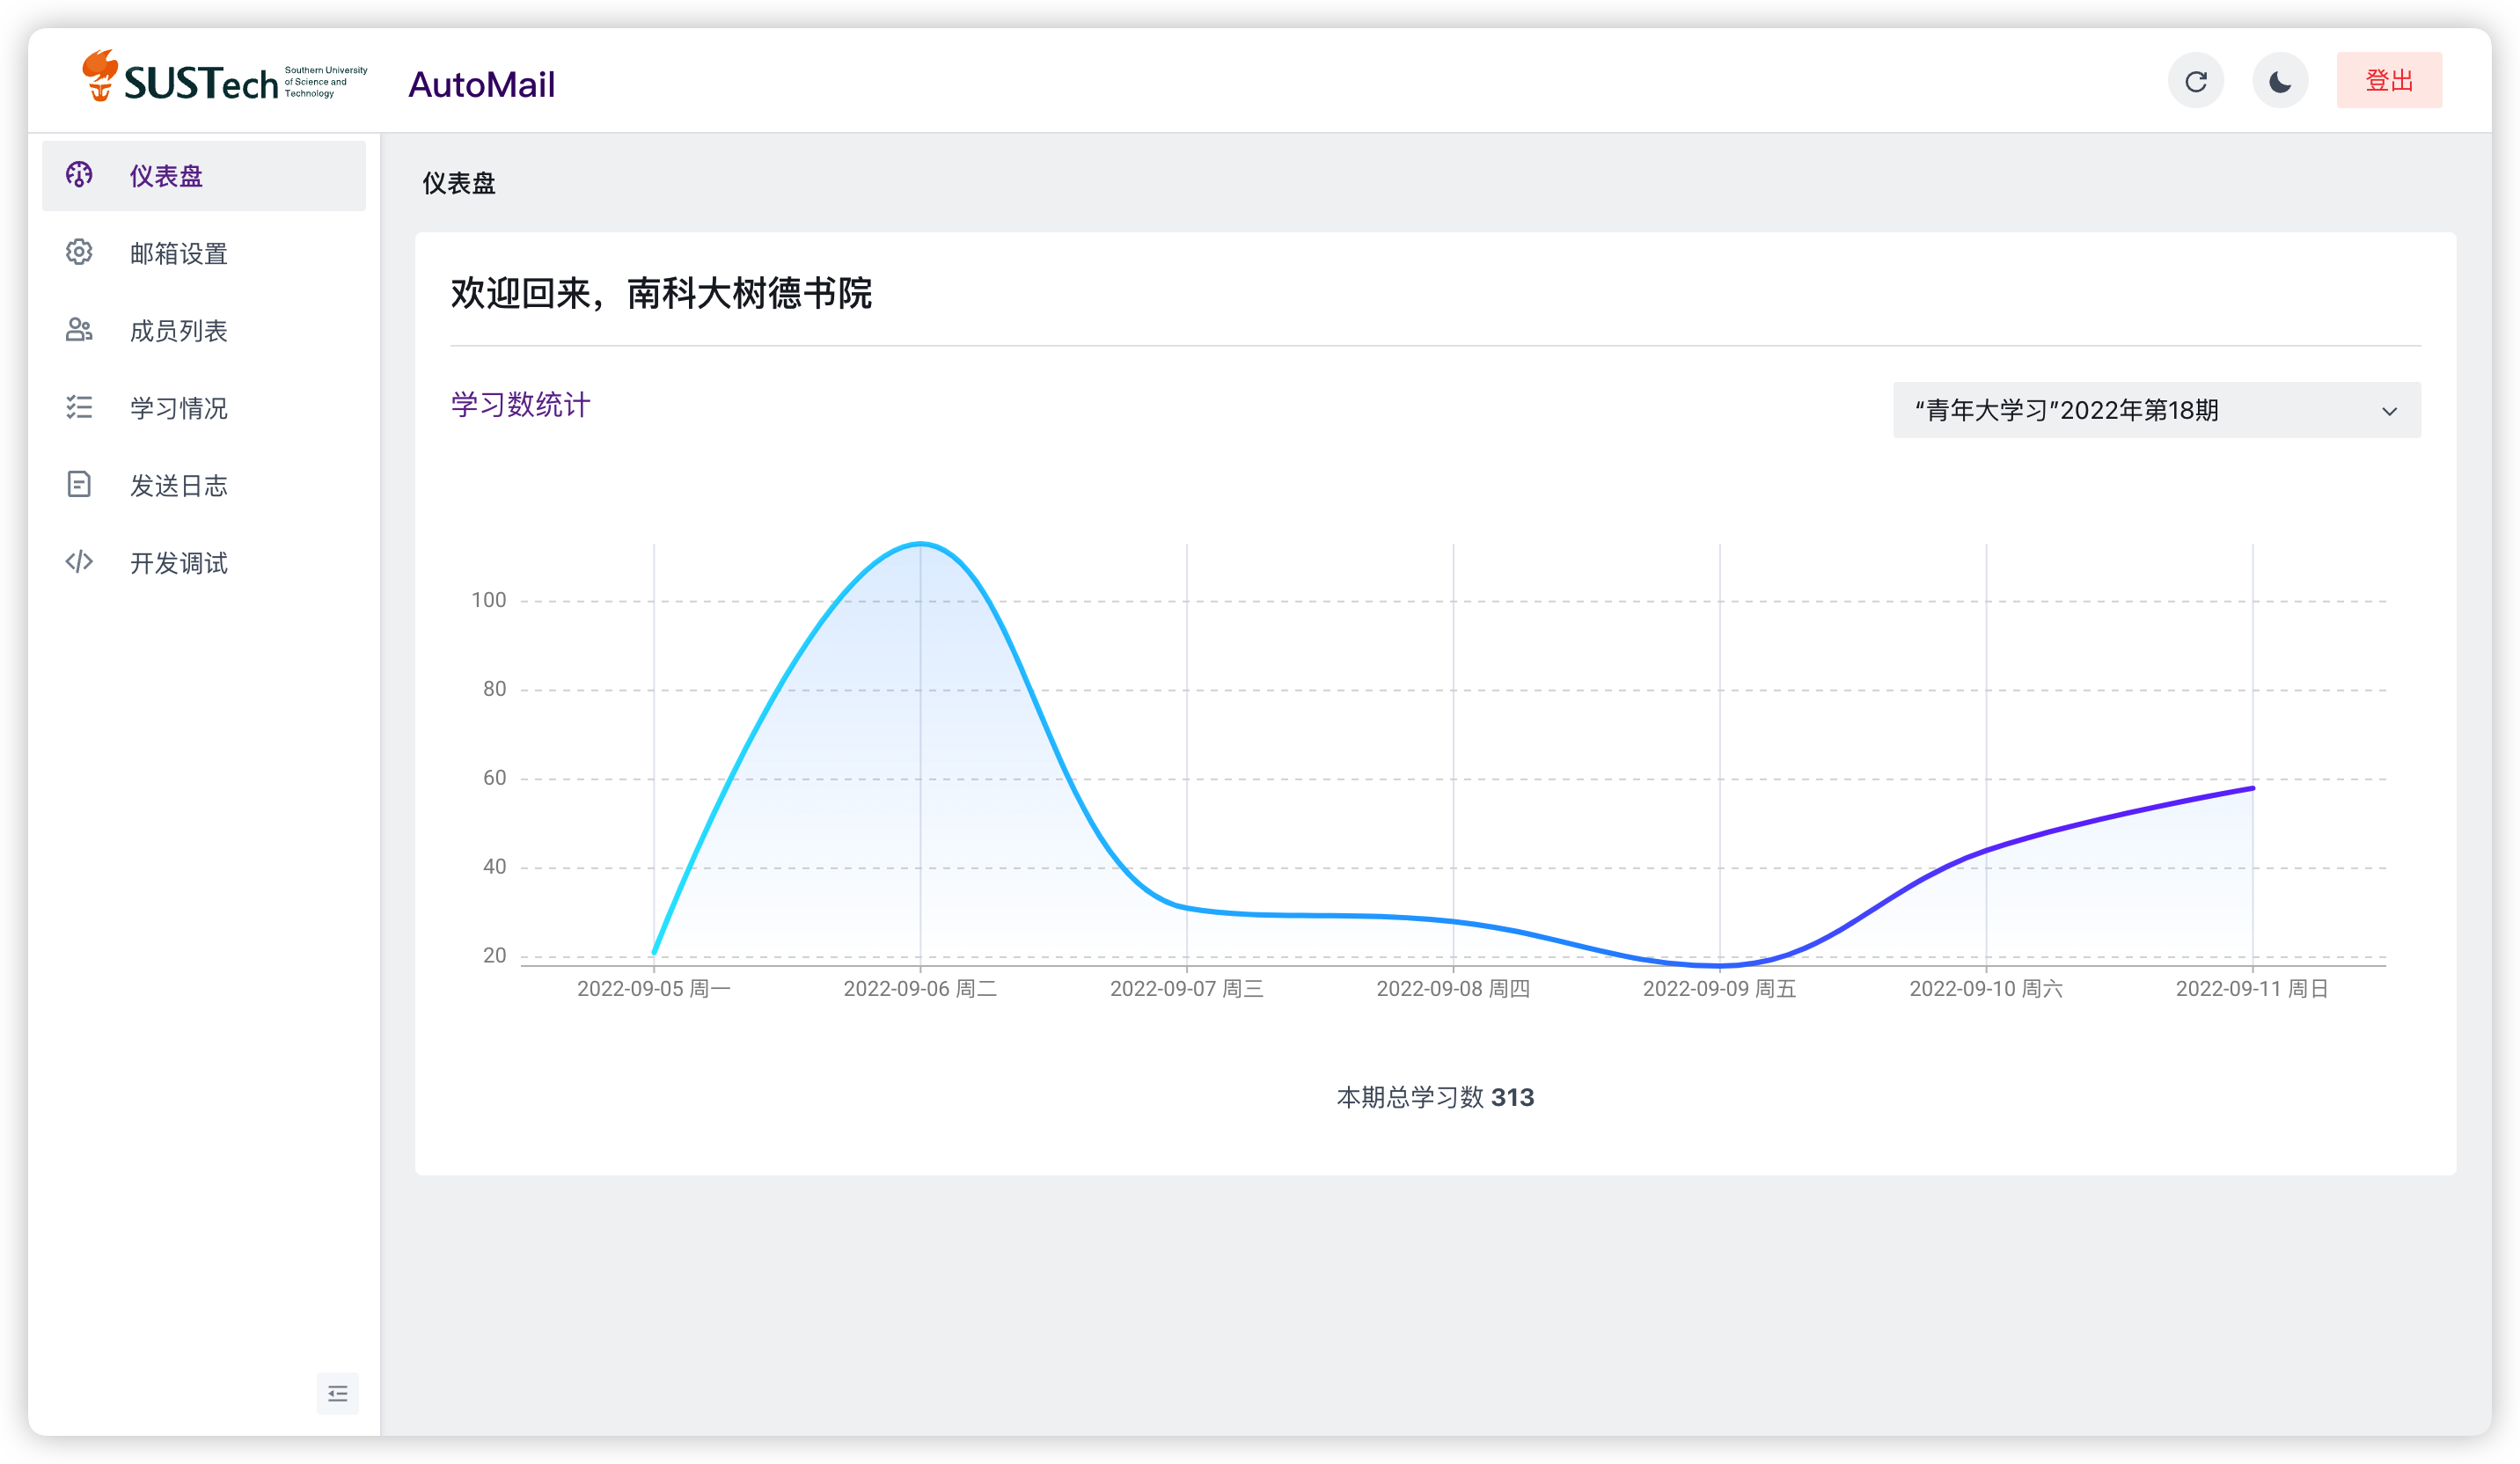 SUSTech
Southern University
of Science and
Technology
AutoMail
登出
仪表盘
邮箱设置
成员列表
学习情况
发送日志
开发调试
仪表盘
欢迎回来，南科大树德书院
学习数统计
“青年大学习”2022年第18期
100
80
60
40
20
2022-09-05 周一
2022-09-06 周二
2022-09-07 周三
2022-09-08 周四
2022-09-09 周五
2022-09-10 周六
2022-09-11 周日
本期总学习数 313